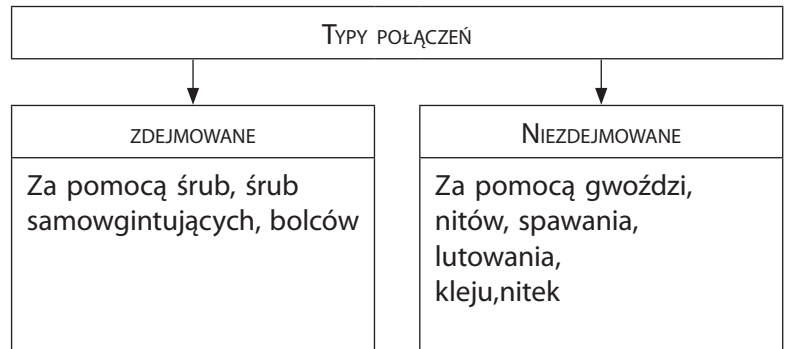 Typy połączeń
zdejmowane
Za pomocą śrub, śrub
samowgintujących, bolców
Niezdejmowane
Za pomocą gwoździ,
nitów, spawania,
lutowania,
kleju,nitek